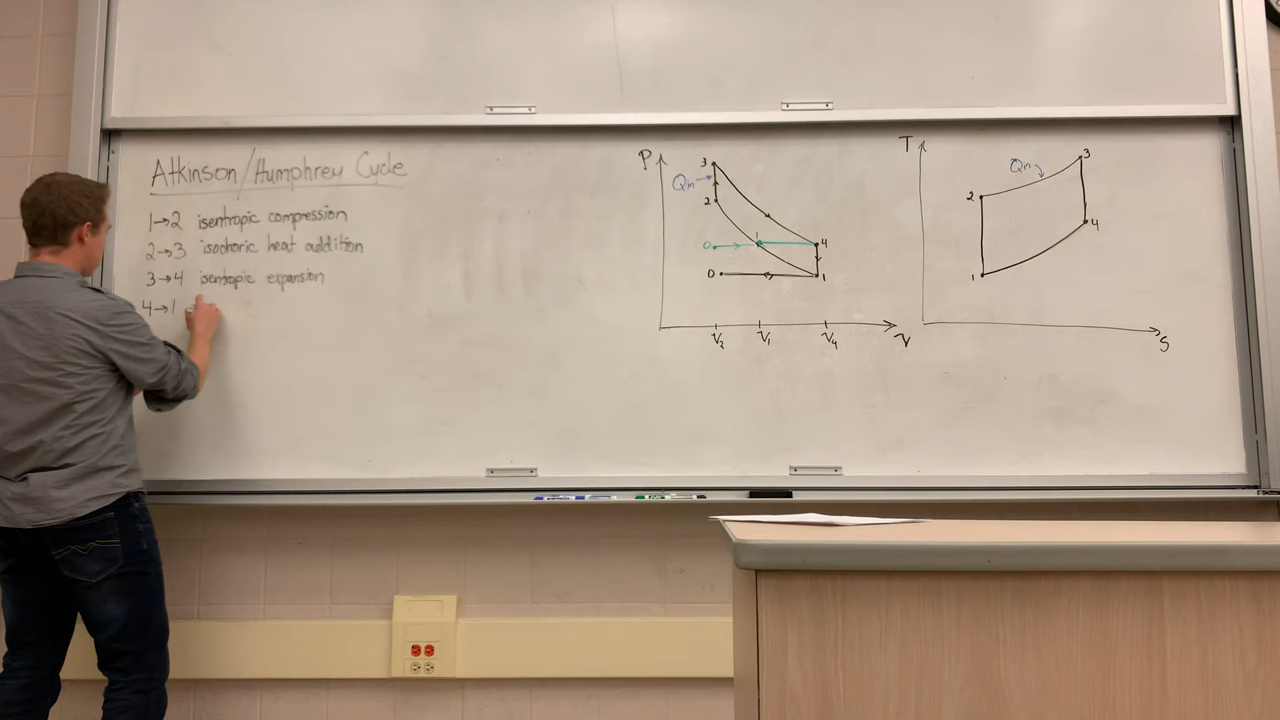 Atkinson/Humphrey Cycle
1→2 isentropic compression
2→3 isochoric heat addition
3→4 isentropic expansion
4→1
P
3
Qin
2
0
1
4
0
1
V2
V1
V4
V
T
3
Qin
2
4
1
S